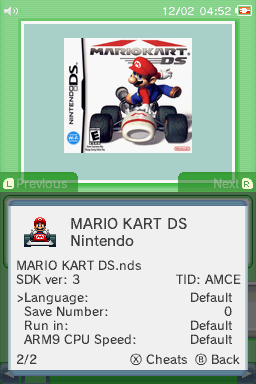 12/02 04:52
MARIOKART
DS
NINTENDO DS
EVERYONE
E
L Previous
Next R
MARIO KART DS
Nintendo
MARIO KART DS.nds
SDK ver: 3
TID: AMCE
>Language: Default
Save Number: 0
Run in: Default
ARM9 CPU Speed: Default
2/2
X Cheats B Back